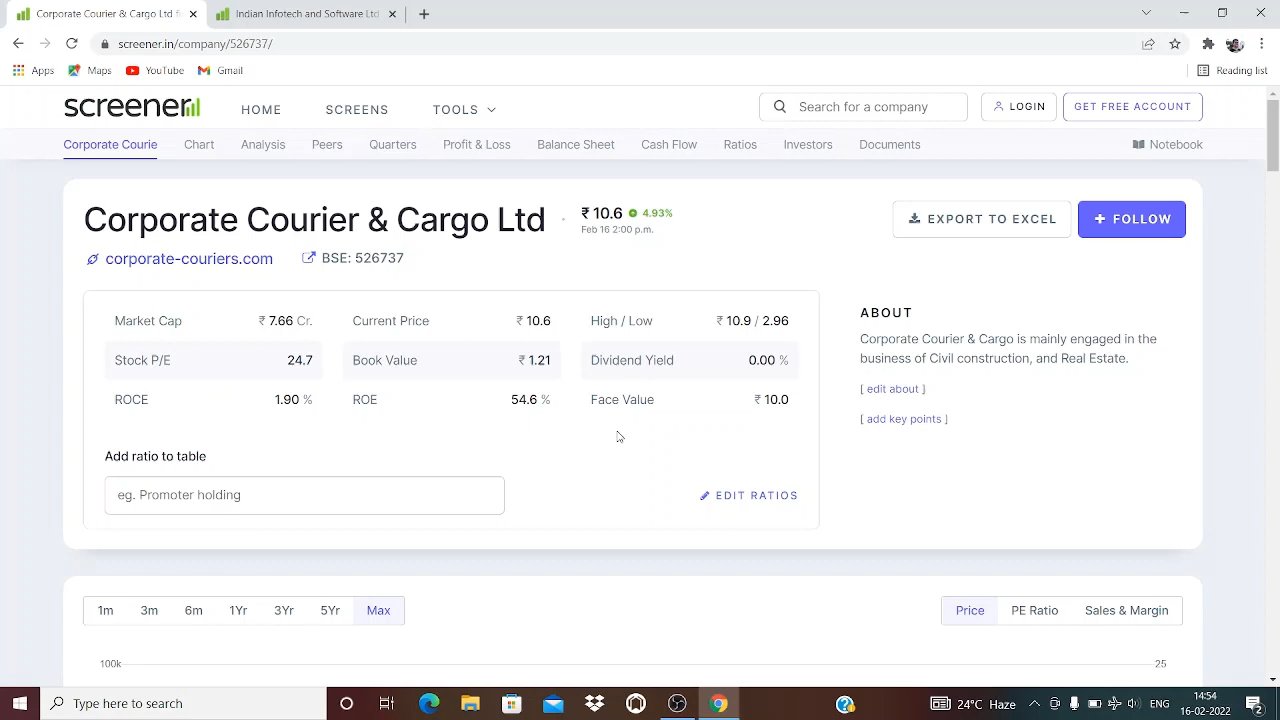 Corporate Courier & Cargo Ltd fi
Indian Infotech and Software Ltd
screener.in/company/526737/
Apps
Maps
YouTube
Gmail
Reading list
screener
HOME
SCREENS
TOOLS
Search for a company
LOGIN
GET FREE ACCOUNT
Corporate Courie
Chart
Analysis
Peers
Quarters
Profit & Loss
Balance Sheet
Cash Flow
Ratios
Investors
Documents
Notebook
Corporate Courier & Cargo Ltd
₹ 10.6 4.93%
Feb 16 2:00 p.m.
EXPORT TO EXCEL
+ FOLLOW
corporate-couriers.com
BSE: 526737
Market Cap ₹ 7.66 Cr.
Current Price ₹ 10.6
High / Low ₹ 10.9 / 2.96
Stock P/E 24.7
Book Value ₹ 1.21
Dividend Yield 0.00 %
ROCE 1.90 %
ROE 54.6 %
Face Value ₹ 10.0
Add ratio to table
eg. Promoter holding
EDIT RATIOS
ABOUT
Corporate Courier & Cargo is mainly engaged in the
business of Civil construction, and Real Estate.
[ edit about ]
[ add key points ]
1m 3m 6m 1Yr 3Yr 5Yr Max
Price PE Ratio Sales & Margin
100k 25
Type here to search
24°C Haze
ENG
14:54
16-02-2022